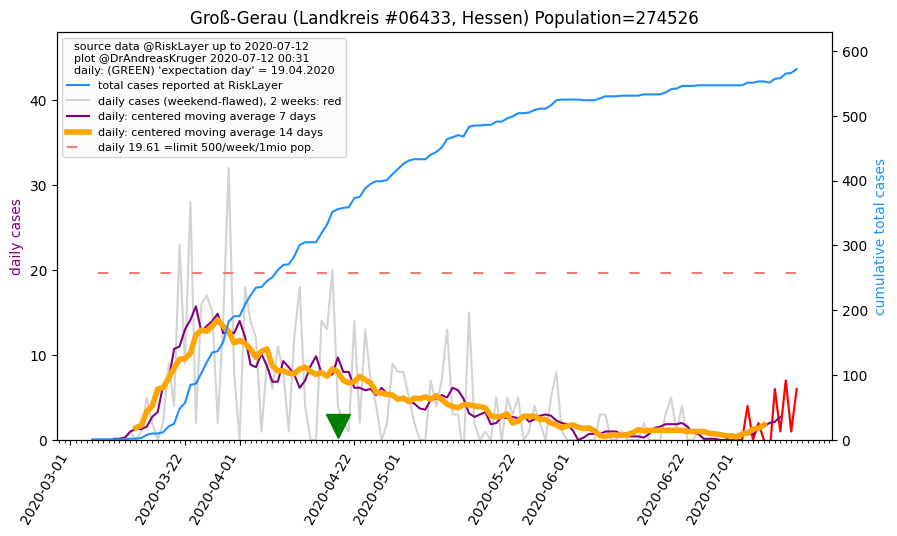 Groß-Gerau (Landkreis #06433, Hessen) Population=274526
source data @RiskLayer up to 2020-07-12
plot @DrAndreasKruger 2020-07-12 00:31
daily: (GREEN) 'expectation day' = 19.04.2020
total cases reported at RiskLayer
daily cases (weekend-flawed), 2 weeks: red
daily: centered moving average 7 days
daily: centered moving average 14 days
daily 19.61 =limit 500/week/1mio pop.
daily cases
40
30
20
10
0
cumulative total cases
600
500
400
300
200
100
0
2020-03-01
2020-03-22
2020-04-01
2020-04-22
2020-05-01
2020-05-22
2020-06-01
2020-06-22
2020-07-01